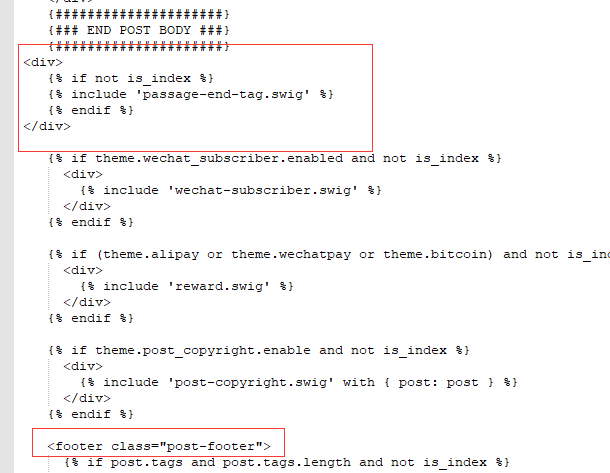 </div>
{#####################}
{### END POST BODY ###}
{#####################}
<div>
{% if not is_index %}
{% include 'passage-end-tag.swig' %}
{% endif %}
</div>
{% if theme.wechat_subscriber.enabled and not is_index %}
<div>
{% include 'wechat-subscriber.swig' %}
</div>
{% endif %}
{% if (theme.alipay or theme.wechatpay or theme.bitcoin) and not is_ind
<div>
{% include 'reward.swig' %}
</div>
{% endif %}
{% if theme.post_copyright.enable and not is_index %}
<div>
{% include 'post-copyright.swig' with { post: post } %}
</div>
{% endif %}
<footer class="post-footer">
{% if post.tags and post.tags.length and not is_index %}